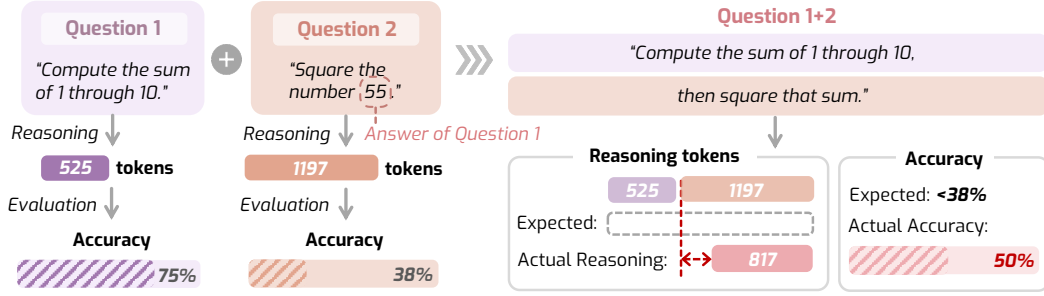 Question 1
"Compute the sum
of 1 through 10."
Reasoning
525 tokens
Evaluation
Accuracy
75%
+
Question 2
"Square the
number 55."
Answer of Question 1
Reasoning
1197 tokens
Evaluation
Accuracy
38%
Question 1+2
"Compute the sum of 1 through 10,
then square that sum."
Reasoning tokens
525 1197
Expected:
Actual Reasoning: 817
Accuracy
Expected: <38%
Actual Accuracy:
50%